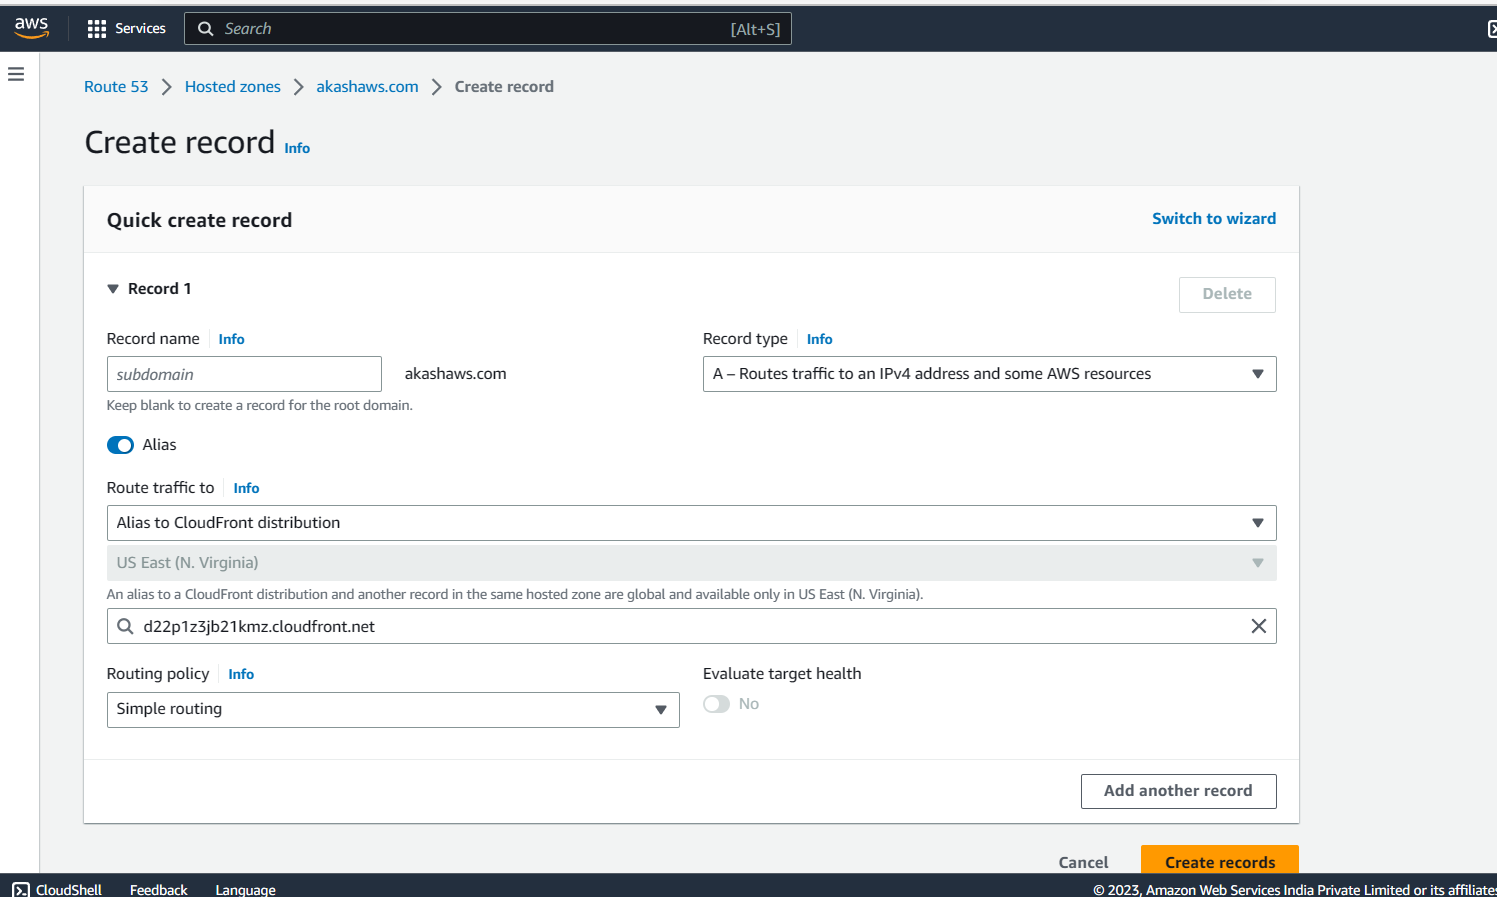 aws Services Search [Alt+S]
Route 53 Hosted zones akashaws.com Create record
Create record Info
Quick create record Switch to wizard
Record 1 Delete
Record name Info Record type Info
subdomain akashaws.com A – Routes traffic to an IPv4 address and some AWS resources
Keep blank to create a record for the root domain.
Alias
Route traffic to Info
Alias to CloudFront distribution
US East (N. Virginia)
An alias to a CloudFront distribution and another record in the same hosted zone are global and available only in US East (N. Virginia).
d22p1z3jb21kmz.cloudfront.net
Routing policy Info Evaluate target health
Simple routing No
Add another record
Cancel Create records
CloudShell Feedback Language © 2023, Amazon Web Services India Private Limited or its affiliates